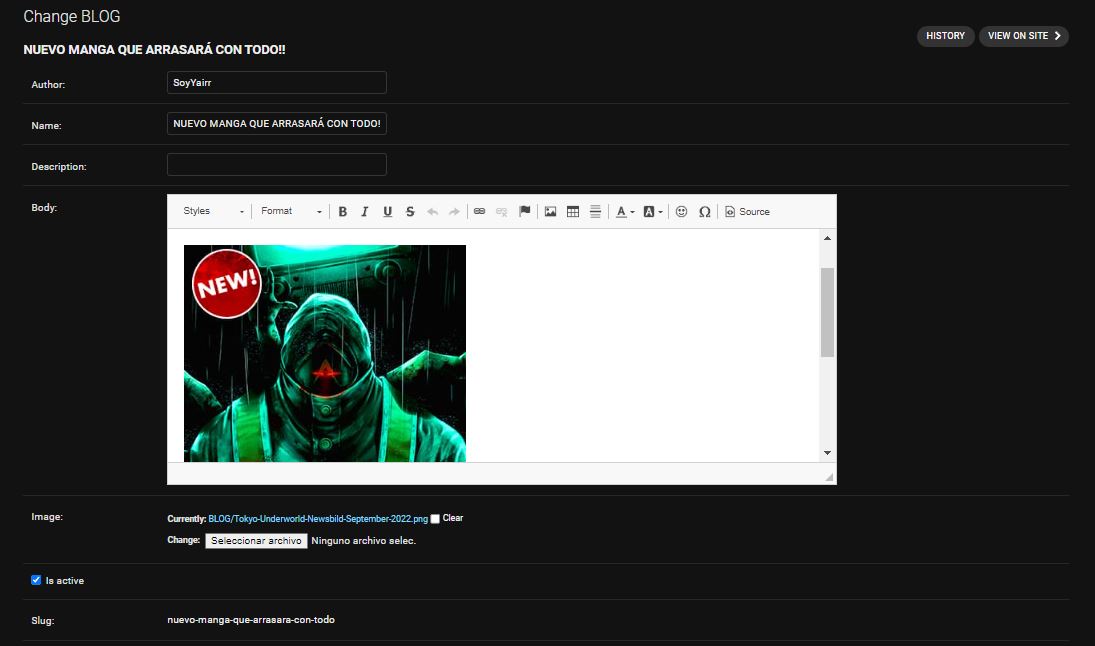 Change BLOG
HISTORY
VIEW ON SITE
NUEVO MANGA QUE ARRASARÁ CON TODO!!
Author:
SoyYairr
Name:
NUEVO MANGA QUE ARRASARÁ CON TODO!
Description:
Body:
Styles Format B I U S Source
NEW!
Image:
Currently: BLOG/Tokyo-Underworld-Newsbild-September-2022.png Clear
Change: Seleccionar archivo Ninguno archivo selec.
Is active
Slug:
nuevo-manga-que-arrasara-con-todo